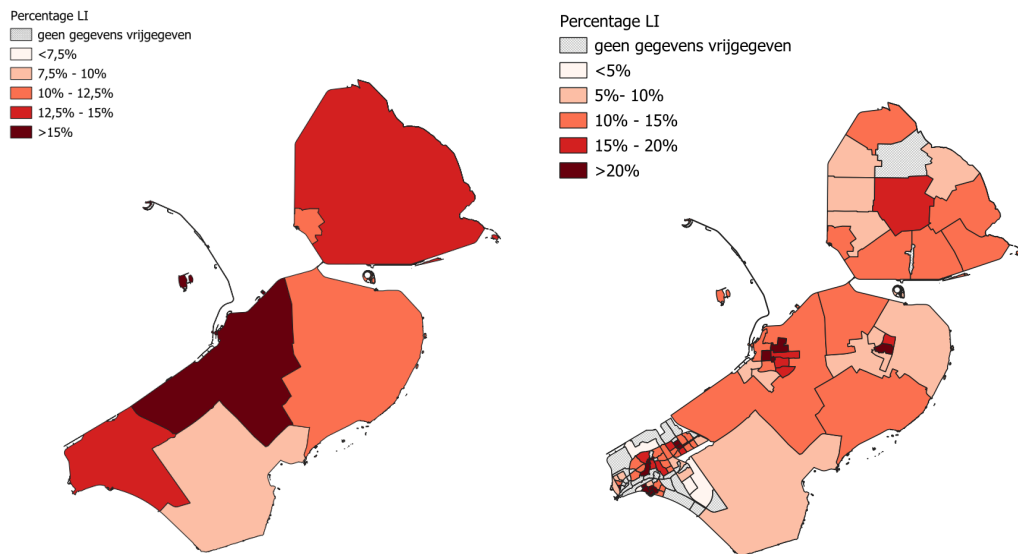 Percentage LI
geen gegevens vrijgegeven
<7,5%
7,5% - 10%
10% - 12,5%
12,5% - 15%
>15%
Percentage LI
geen gegevens vrijgegeven
<5%
5%- 10%
10% - 15%
15% - 20%
>20%